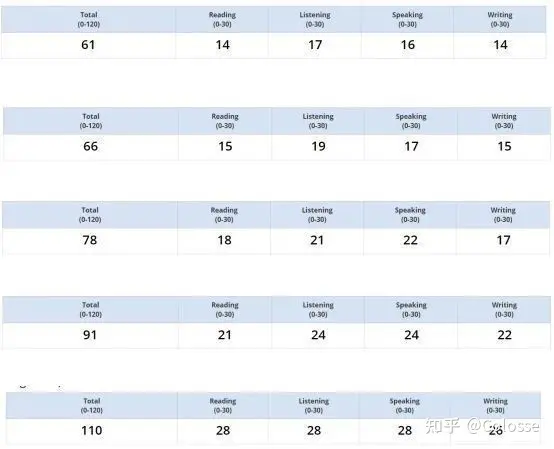 Total Reading Listening Speaking Writing
(0-120) (0-30) (0-30) (0-30) (0-30)
61 14 17 16 14
Total Reading Listening Speaking Writing
(0-120) (0-30) (0-30) (0-30) (0-30)
66 15 19 17 15
Total Reading Listening Speaking Writing
(0-120) (0-30) (0-30) (0-30) (0-30)
78 18 21 22 17
Total Reading Listening Speaking Writing
(0-120) (0-30) (0-30) (0-30) (0-30)
91 21 24 24 22
Total Reading Listening Speaking Writing
(0-120) (0-30) (0-30) (0-30) (0-30)
110 28 28 28 26
知乎